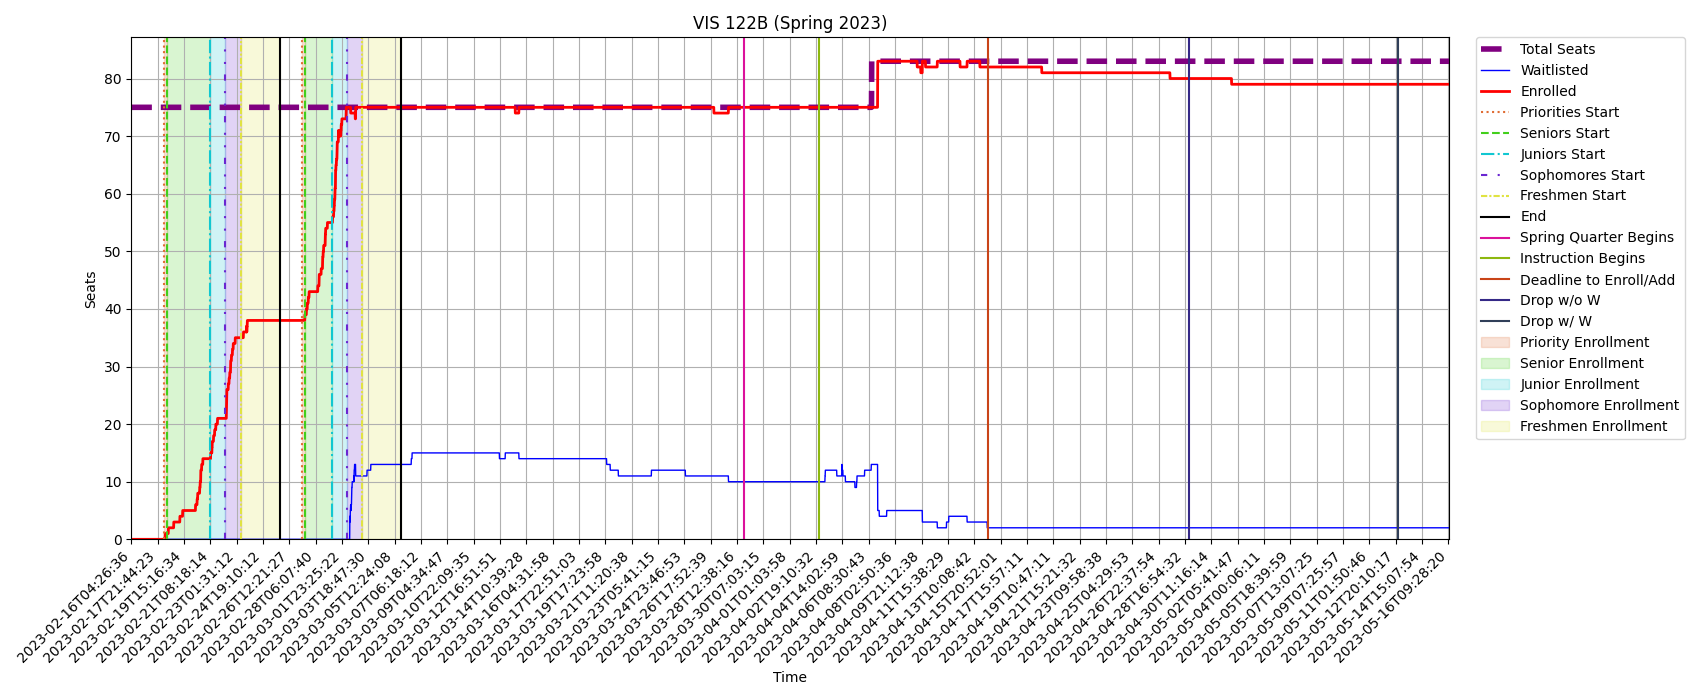 VIS 122B (Spring 2023)
Seats
80
70
60
50
40
30
20
10
0
2023-02-16T04:26:36
2023-02-17T21:44:23
2023-02-19T15:16:34
2023-02-21T08:18:14
2023-02-23T01:31:12
2023-02-24T19:10:12
2023-02-26T12:21:27
2023-02-28T06:07:40
2023-03-01T23:25:22
2023-03-03T18:47:30
2023-03-05T12:24:08
2023-03-07T06:18:12
2023-03-09T04:34:47
2023-03-10T22:09:35
2023-03-12T16:51:51
2023-03-14T10:39:28
2023-03-16T04:31:58
2023-03-17T22:51:03
2023-03-19T17:23:58
2023-03-21T11:20:38
2023-03-23T05:41:15
2023-03-24T23:46:53
2023-03-26T17:52:39
2023-03-28T12:38:16
2023-03-30T07:03:15
2023-04-01T01:03:58
2023-04-02T19:10:32
2023-04-04T14:02:59
2023-04-06T08:30:43
2023-04-08T02:50:36
2023-04-09T21:12:38
2023-04-11T15:38:29
2023-04-13T10:08:42
2023-04-15T20:52:01
2023-04-17T15:57:11
2023-04-19T10:47:11
2023-04-21T15:21:32
2023-04-23T09:58:38
2023-04-25T04:29:53
2023-04-26T22:37:54
2023-04-28T16:54:32
2023-04-30T11:16:14
2023-05-02T05:41:47
2023-05-04T00:06:11
2023-05-05T18:39:59
2023-05-07T13:07:25
2023-05-09T07:25:57
2023-05-11T01:50:46
2023-05-12T20:10:17
2023-05-14T15:07:54
2023-05-16T09:28:20
Time
Total Seats
Waitlisted
Enrolled
Priorities Start
Seniors Start
Juniors Start
Sophomores Start
Freshmen Start
End
Spring Quarter Begins
Instruction Begins
Deadline to Enroll/Add
Drop w/o W
Drop w/ W
Priority Enrollment
Senior Enrollment
Junior Enrollment
Sophomore Enrollment
Freshmen Enrollment